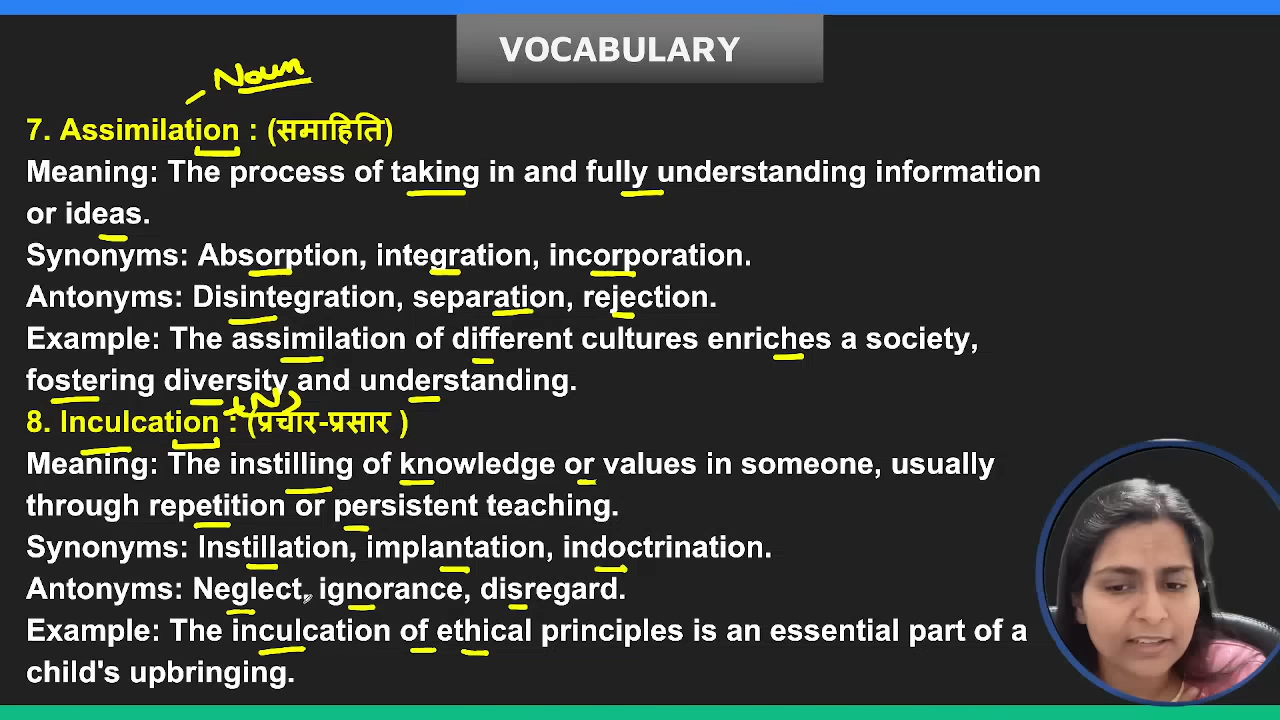 VOCABULARY
Noun
7. Assimilation : (समाहिति)
Meaning: The process of taking in and fully understanding information
or ideas.
Synonyms: Absorption, integration, incorporation.
Antonyms: Disintegration, separation, rejection.
Example: The assimilation of different cultures enriches a society,
fostering diversity and understanding.
(N)
8. Inculcation : (प्रचार-प्रसार )
Meaning: The instilling of knowledge or values in someone, usually
through repetition or persistent teaching.
Synonyms: Instillation, implantation, indoctrination.
Antonyms: Neglect, ignorance, disregard.
Example: The inculcation of ethical principles is an essential part of a
child's upbringing.